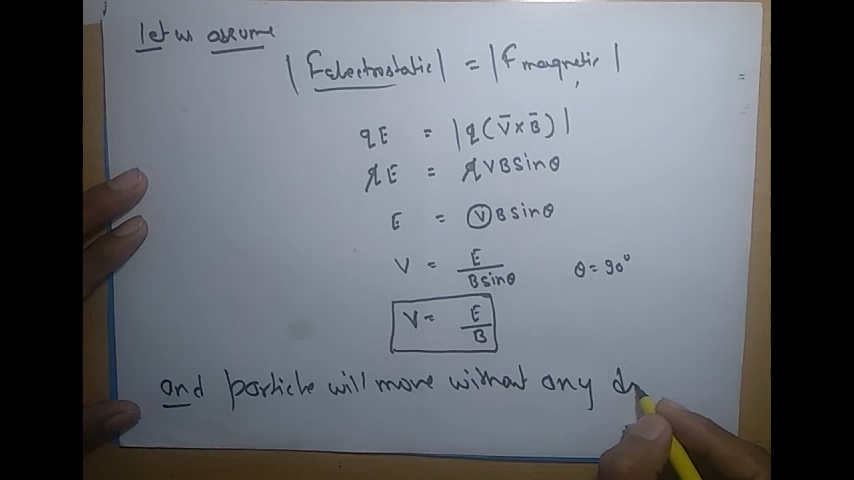 let us assume
|Felectrostatic| = |Fmagnetic|
qE = |q(V̄×B̄)|
qE = qVBsinθ
E = VBsinθ
V = E/Bsinθ θ = 90°
V = E/B
and particle will move without any